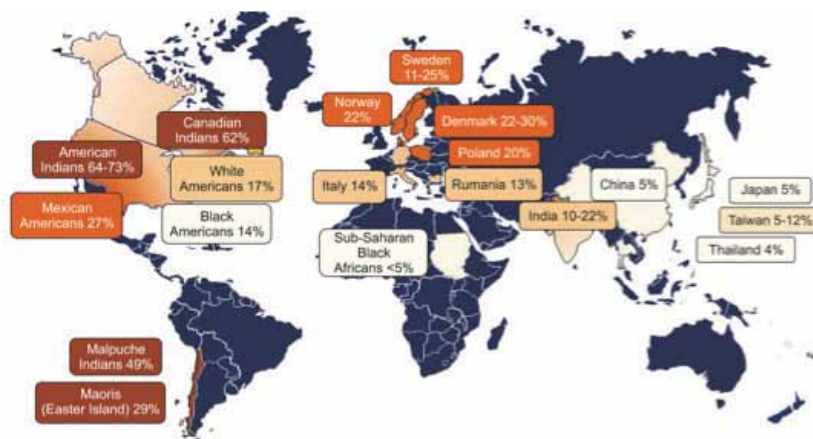 Sweden
11-25%
Norway
22%
Denmark 22-30%
Canadian
Indians 62%
American
Indians 64-73%
White
Americans 17%
Poland 20%
Mexican
Americans 27%
Black
Americans 14%
Italy 14%
Rumania 13%
China 5%
Japan 5%
India 10-22%
Taiwan 5-12%
Thailand 4%
Sub-Saharan
Black
Africans <5%
Malpuche
Indians 49%
Maoris
(Easter Island) 29%